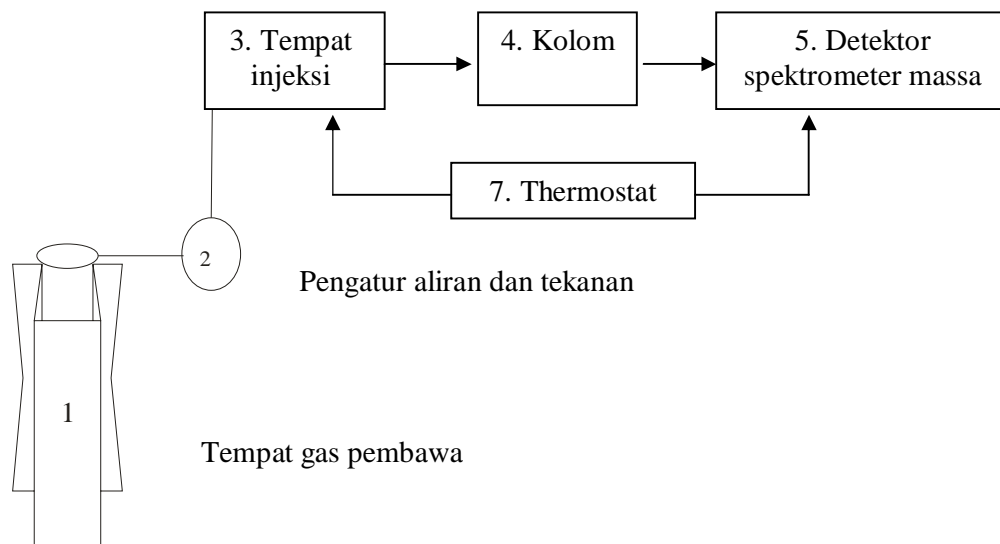 3. Tempat
injeksi
4. Kolom
5. Detektor
spektrometer massa
7. Thermostat
2
Pengatur aliran dan tekanan
1
Tempat gas pembawa